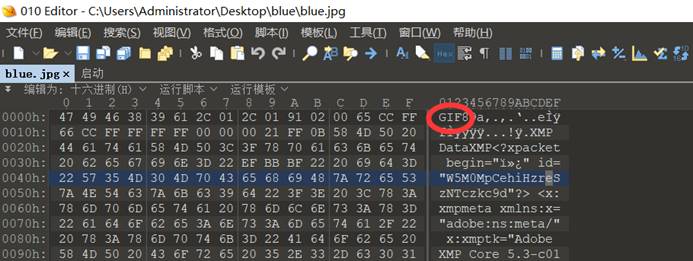 010 Editor - C:\Users\Administrator\Desktop\blue\blue.jpg
文件(F) 编辑(E) 搜索(S) 视图(V) 格式(O) 脚本(I) 模板(L) 工具(T) 窗口(W) 帮助(H)
Hex
blue.jpg × 启动
编辑为: 十六进制(H) 运行脚本 运行模板
0 1 2 3 4 5 6 7 8 9 A B C D E F 0123456789ABCDEF
0000h: 47 49 46 38 39 61 2C 01 2C 01 91 02 00 65 CC FF GIF89a,.,.‘..eÌÿ
0010h: 66 CC FF FF FF FF 00 00 00 21 FF 0B 58 4D 50 20 fÌÿÿÿÿ...!ÿ.XMP
0020h: 44 61 74 61 58 4D 50 3C 3F 78 70 61 63 6B 65 74 DataXMP<?xpacket
0030h: 20 62 65 67 69 6E 3D 22 EF BB BF 22 20 69 64 3D begin="ï»¿" id=
0040h: 22 57 35 4D 30 4D 70 43 65 68 69 48 7A 72 65 53 "W5M0MpCehiHzreS
0050h: 7A 4E 54 63 7A 6B 63 39 64 22 3F 3E 20 3C 78 3A zNTczkc9d"?> <x:
0060h: 78 6D 70 6D 65 74 61 20 78 6D 6C 6E 73 3A 78 3D xmpmeta xmlns:x=
0070h: 22 61 64 6F 62 65 3A 6E 73 3A 6D 65 74 61 2F 22 "adobe:ns:meta/"
0080h: 20 78 3A 78 6D 70 74 6B 3D 22 41 64 6F 62 65 20 x:xmptk="Adobe
0090h: 58 4D 50 20 43 6F 72 65 20 35 2E 33 2D 63 30 31 XMP Core 5.3-c01